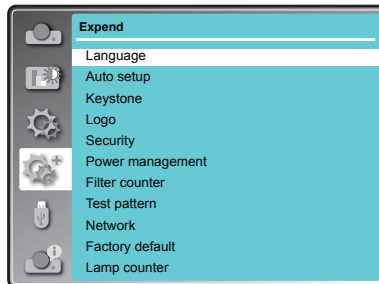 Expend
Language
Auto setup
Keystone
Logo
Security
Power management
Filter counter
Test pattern
Network
Factory default
Lamp counter